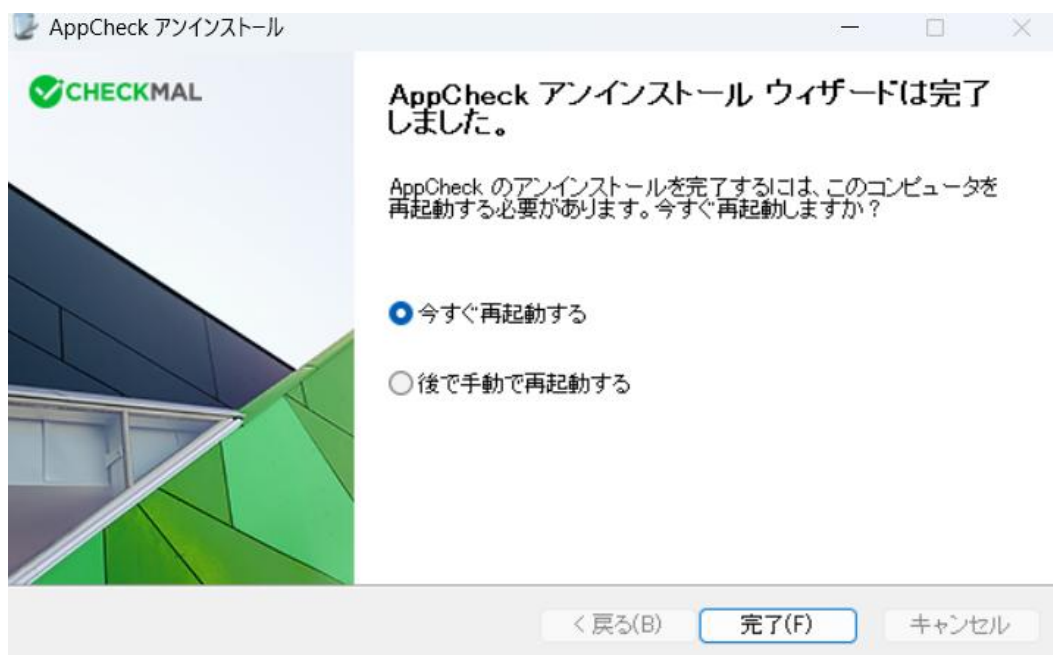 AppCheck アンインストール
CHECKMAL
AppCheck アンインストール ウィザードは完了
しました。
AppCheck のアンインストールを完了するには、このコンピュータを
再起動する必要があります。今すぐ再起動しますか？
今すぐ再起動する
後で手動で再起動する
< 戻る(B)
完了(F)
キャンセル